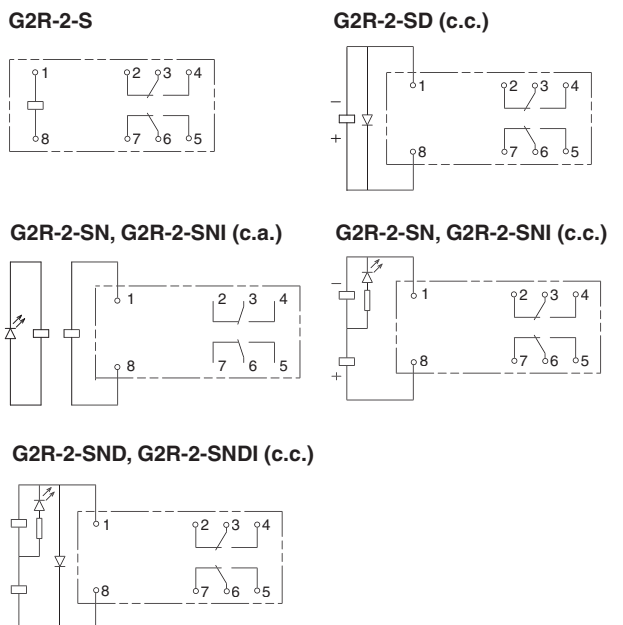 G2R-2-S
1 2 3 4
8 7 6 5
G2R-2-SD (c.c.)
−
+
1 2 3 4
8 7 6 5
G2R-2-SN, G2R-2-SNI (c.a.)
1 2 3 4
8 7 6 5
G2R-2-SN, G2R-2-SNI (c.c.)
−
1 2 3 4
8 7 6 5
+
G2R-2-SND, G2R-2-SNDI (c.c.)
1 2 3 4
8 7 6 5